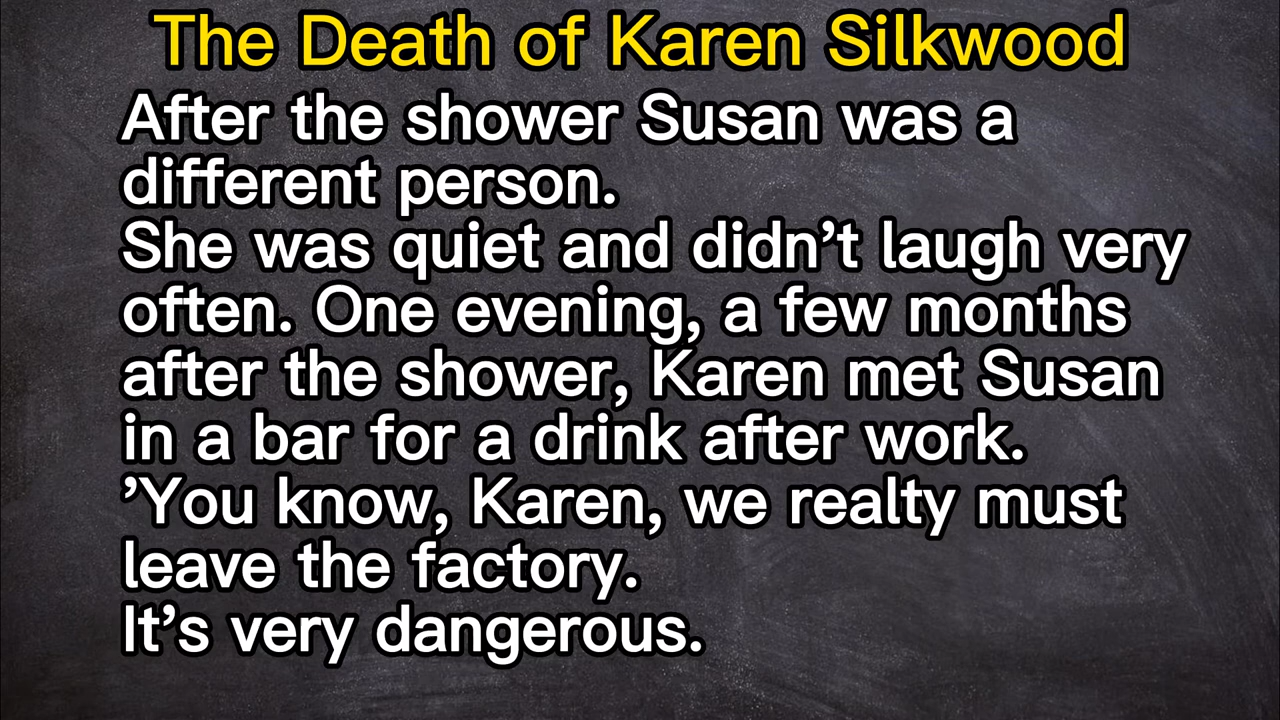 The Death of Karen Silkwood
After the shower Susan was a
different person.
She was quiet and didn’t laugh very
often. One evening, a few months
after the shower, Karen met Susan
in a bar for a drink after work.
’You know, Karen, we realty must
leave the factory.
It’s very dangerous.